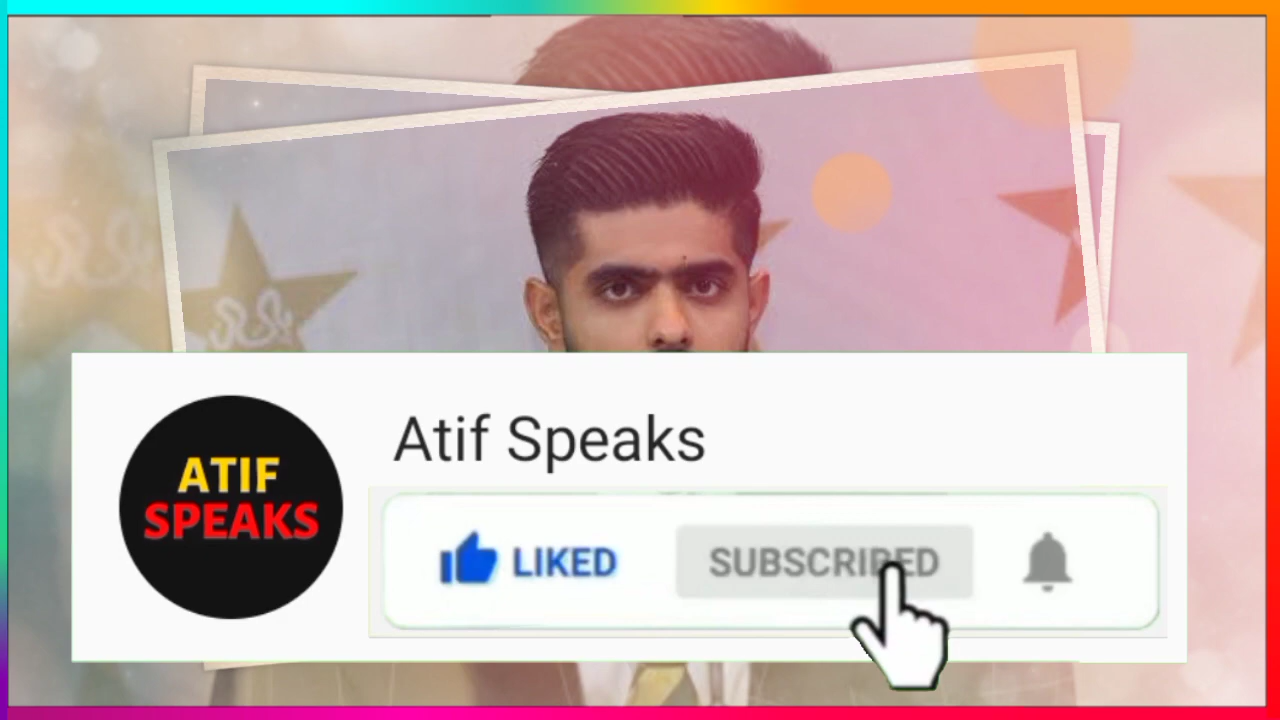 ATIF
SPEAKS
Atif Speaks
LIKED
SUBSCRIBED